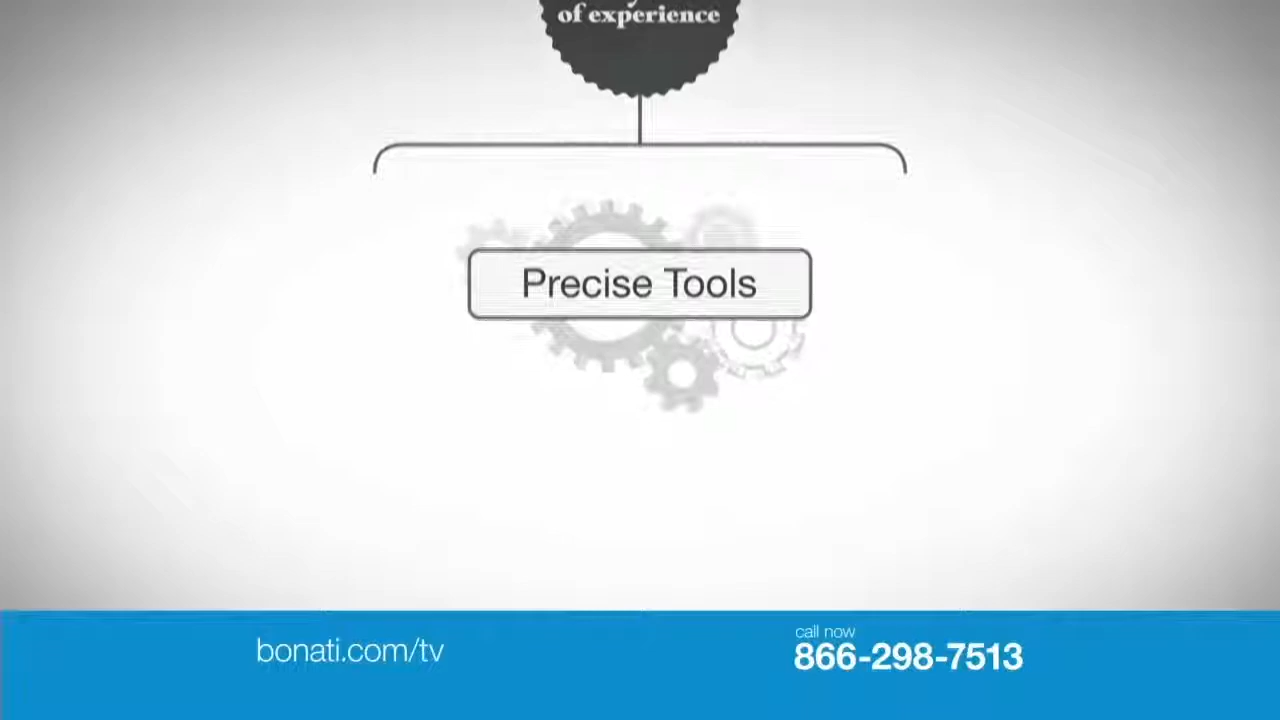 of experience
Precise Tools
bonati.com/tv
call now
866-298-7513